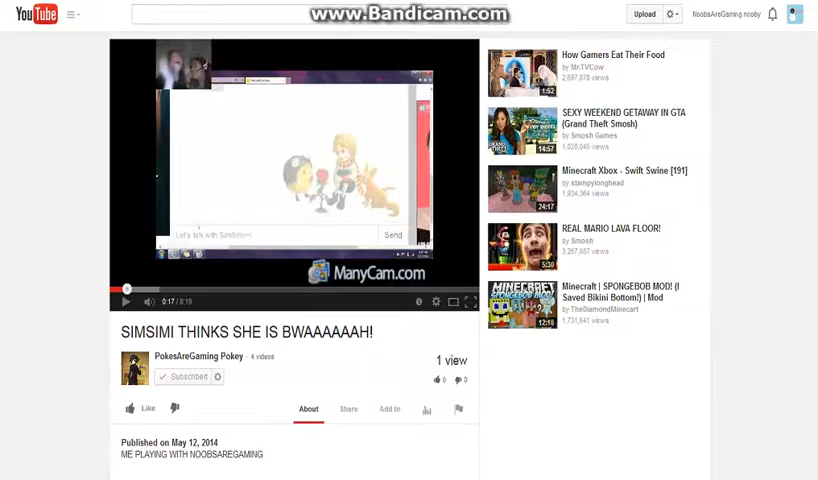 www.Bandicam.com
YouTube
Upload
NoobsAreGaming nooby
Let's talk with SimSimi~!
Send
ManyCam.com
0:17 / 8:19
SIMSIMI THINKS SHE IS BWAAAAAAH!
PokesAreGaming Pokey · 4 videos
Subscribed
1 view
0 0
Like
About Share Add to
Published on May 12, 2014
ME PLAYING WITH NOOBSAREGAMING
How Gamers Eat Their Food
by Mr.TVCow
2,897,878 views
1:52
SEXY WEEKEND GETAWAY IN GTA
(Grand Theft Smosh)
by Smosh Games
1,020,045 views
14:57
Minecraft Xbox - Swift Swine [191]
by stampylonghead
1,934,364 views
24:17
REAL MARIO LAVA FLOOR!
by Smosh
3,267,887 views
5:30
Minecraft | SPONGEBOB MOD! (I
Saved Bikini Bottom!) | Mod
by TheDiamondMinecart
1,731,641 views
MINECRAFT
SPONGEBOB
MOD!
12:15